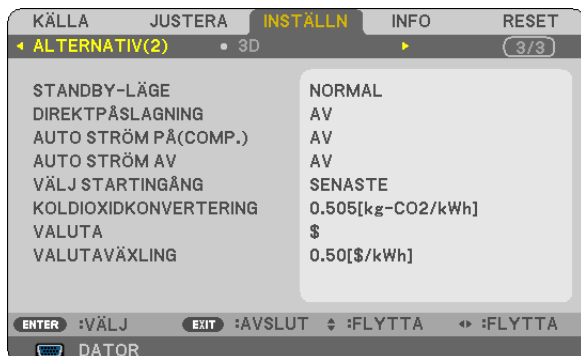 KÄLLA JUSTERA INSTÄLLN INFO RESET
ALTERNATIV(2) • 3D 3/3
STANDBY-LÄGE NORMAL
DIREKTPÅSLAGNING AV
AUTO STRÖM PÅ(COMP.) AV
AUTO STRÖM AV AV
VÄLJ STARTINGÅNG SENASTE
KOLDIOXIDKONVERTERING 0.505[kg-CO2/kWh]
VALUTA $
VALUTAVÄXLING 0.50[$/kWh]
ENTER :VÄLJ EXIT :AVSLUT :FLYTTA :FLYTTA
DATOR